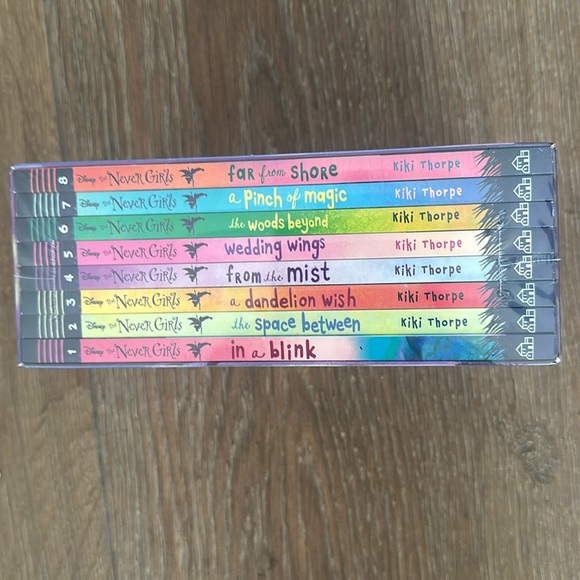 8 Disney The Never Girls far from shore Kiki Thorpe
7 Disney The Never Girls a Pinch of magic Kiki Thorpe
6 Disney The Never Girls the woods beyond Kiki Thorpe
5 Disney The Never Girls wedding wings Kiki Thorpe
4 Disney The Never Girls from the mist Kiki Thorpe
3 Disney The Never Girls a dandelion wish Kiki Thorpe
2 Disney The Never Girls the space between Kiki Thorpe
1 Disney The Never Girls in a blink